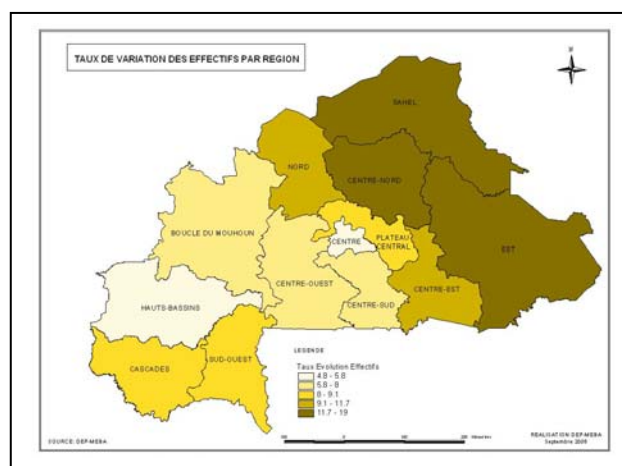 TAUX DE VARIATION DES EFFECTIFS PAR REGION
N
SAHEL
NORD
CENTRE-NORD
BOUCLE DU MOUHOUN
CENTRE
PLATEAU
CENTRAL
EST
CENTRE-OUEST
CENTRE-EST
HAUTS-BASSINS
CENTRE-SUD
CASCADES
SUD-OUEST
LEGENDE
Taux Evolution Effectifs
4.8 - 5.8
5.8 - 8
8 - 9.1
9.1 - 11.7
11.7 - 19
0
SOURCE: DEP-MEBA
REALISATION DEP-MEBA
Septembre 2009